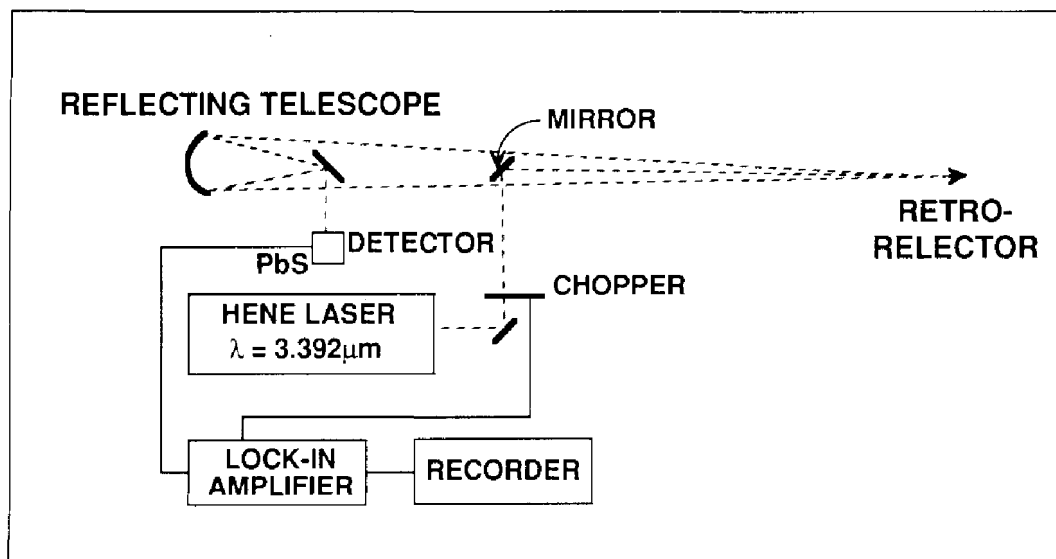 REFLECTING TELESCOPE
MIRROR
RETRO-
RELECTOR
DETECTOR
PbS
CHOPPER
HENE LASER
λ = 3.392μm
LOCK-IN
AMPLIFIER
RECORDER